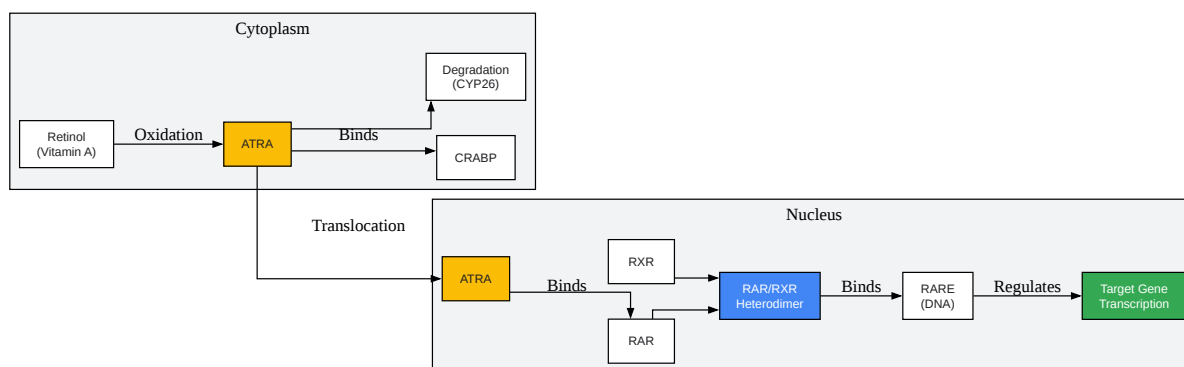 Cytoplasm
Degradation
(CYP26)
Retinol
(Vitamin A)
Oxidation
ATRA
Binds
CRABP
Translocation
Nucleus
ATRA
Binds
RXR
RAR
RAR/RXR
Heterodimer
Binds
RARE
(DNA)
Regulates
Target Gene
Transcription